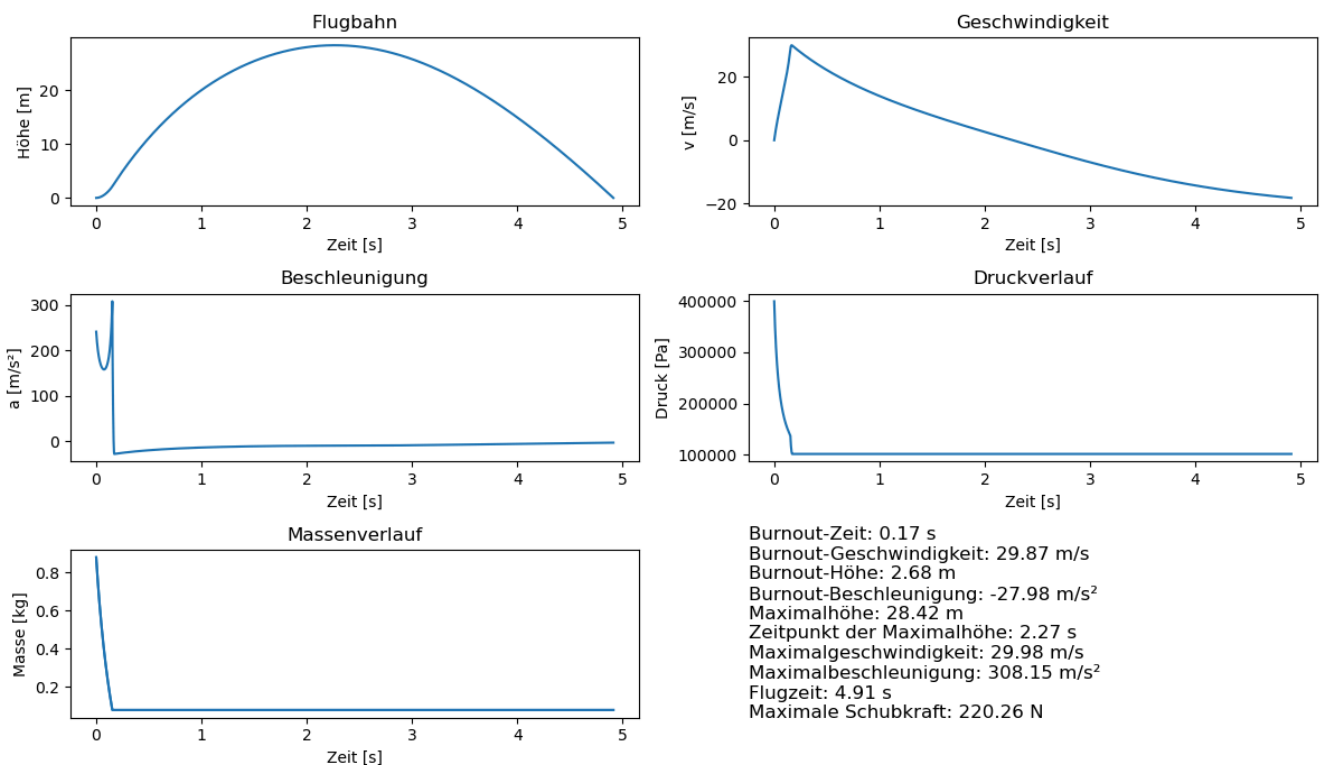 Flugbahn
Höhe [m]
20
10
0
0 1 2 3 4 5
Zeit [s]
Geschwindigkeit
v [m/s]
20
0
−20
0 1 2 3 4 5
Zeit [s]
Beschleunigung
a [m/s²]
300
200
100
0
0 1 2 3 4 5
Zeit [s]
Druckverlauf
Druck [Pa]
400000
300000
200000
100000
0 1 2 3 4 5
Zeit [s]
Massenverlauf
Masse [kg]
0.8
0.6
0.4
0.2
0 1 2 3 4 5
Zeit [s]
Burnout-Zeit: 0.17 s
Burnout-Geschwindigkeit: 29.87 m/s
Burnout-Höhe: 2.68 m
Burnout-Beschleunigung: -27.98 m/s²
Maximalhöhe: 28.42 m
Zeitpunkt der Maximalhöhe: 2.27 s
Maximalgeschwindigkeit: 29.98 m/s
Maximalbeschleunigung: 308.15 m/s²
Flugzeit: 4.91 s
Maximale Schubkraft: 220.26 N